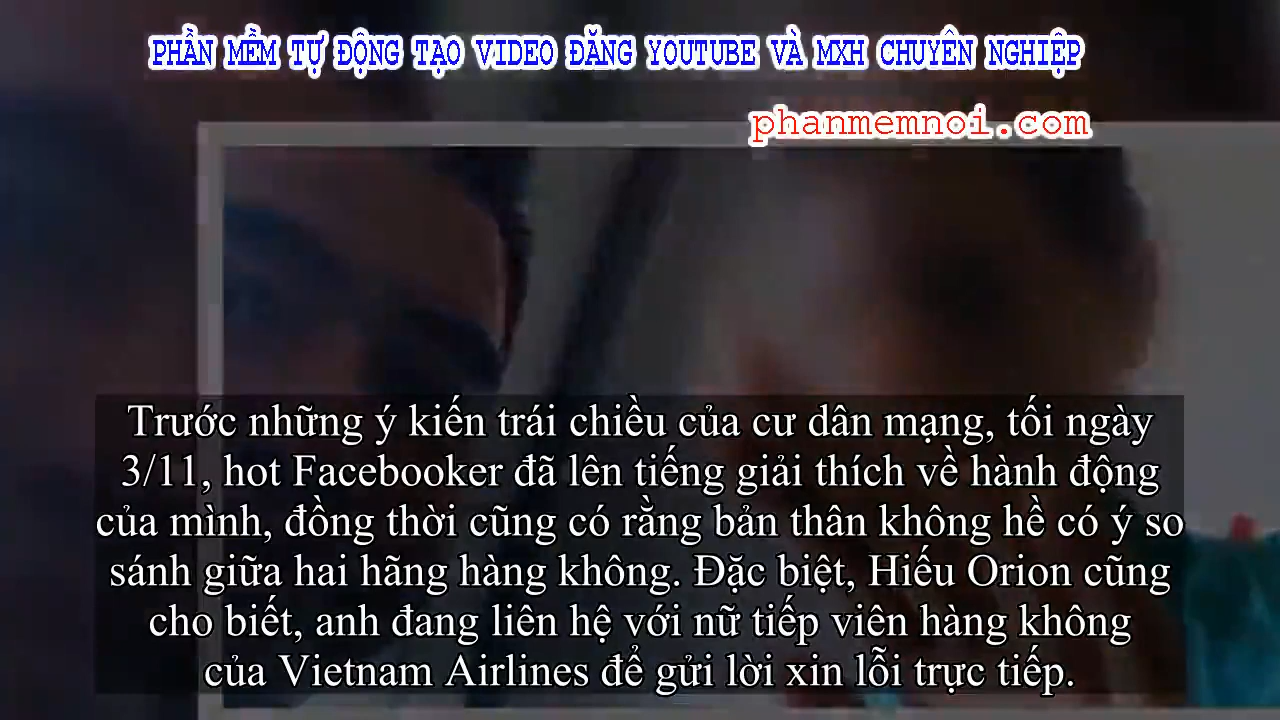 PHẦN MỀM TỰ ĐỘNG TẠO VIDEO ĐĂNG YOUTUBE VÀ MXH CHUYÊN NGHIỆP
phanmemnoi.com
Trước những ý kiến trái chiều của cư dân mạng, tối ngày
3/11, hot Facebooker đã lên tiếng giải thích về hành động
của mình, đồng thời cũng có rằng bản thân không hề có ý so
sánh giữa hai hãng hàng không. Đặc biệt, Hiếu Orion cũng
cho biết, anh đang liên hệ với nữ tiếp viên hàng không
của Vietnam Airlines để gửi lời xin lỗi trực tiếp.